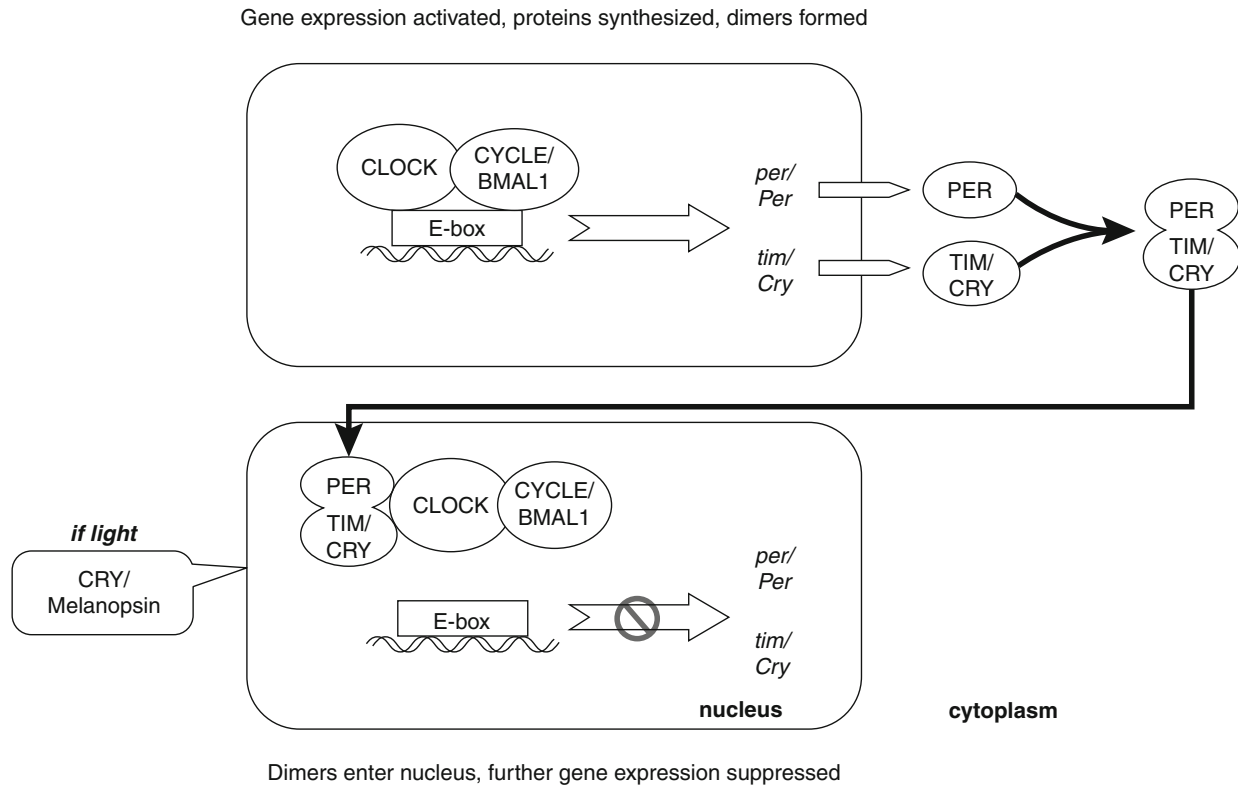 Gene expression activated, proteins synthesized, dimers formed
CLOCK
CYCLE/
BMAL1
E-box
per/
Per
tim/
Cry
PER
TIM/
CRY
PER
TIM/
CRY
PER
TIM/
CRY
CLOCK
CYCLE/
BMAL1
if light
CRY/
Melanopsin
E-box
per/
Per
tim/
Cry
nucleus
cytoplasm
Dimers enter nucleus, further gene expression suppressed